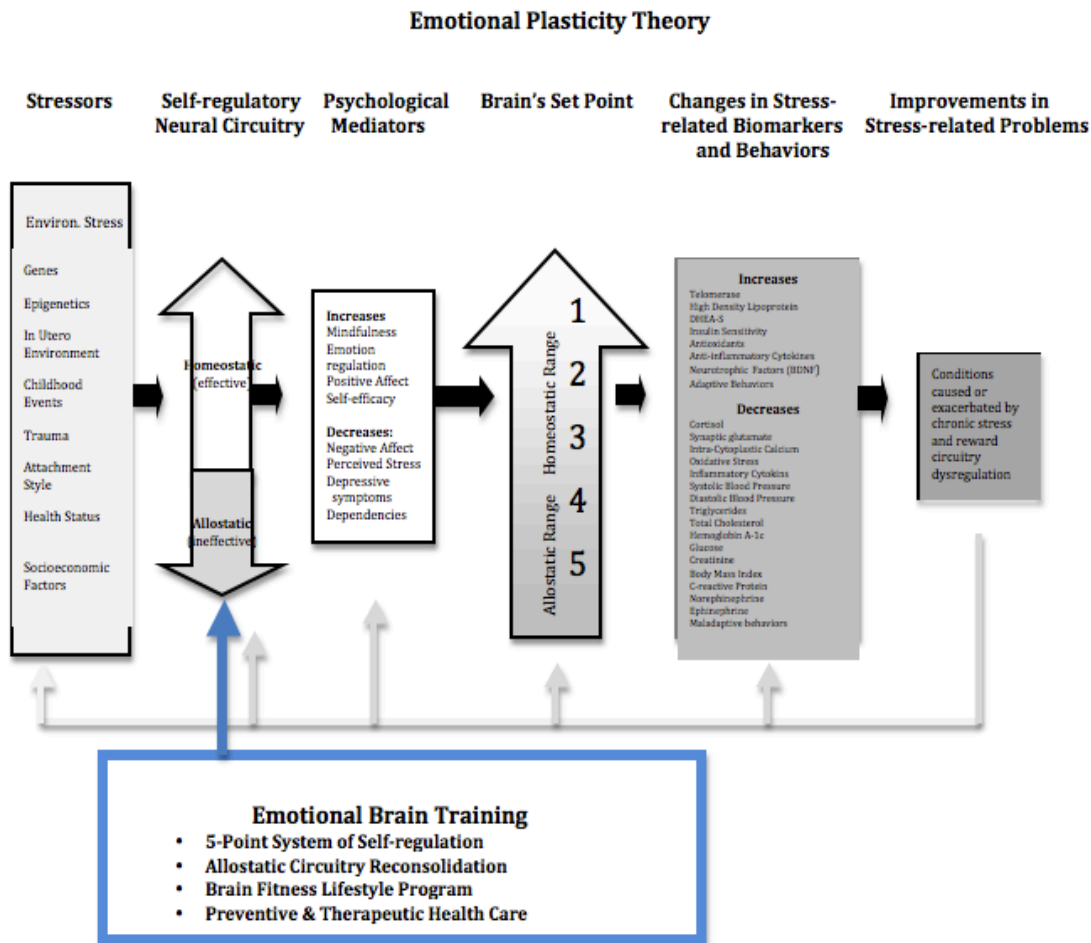 Emotional Plasticity Theory
Stressors
Self-regulatory
Neural Circuitry
Psychological
Mediators
Brain's Set Point
Changes in Stress-
related Biomarkers
and Behaviors
Improvements in
Stress-related Problems
Environ. Stress
Genes
Epigenetics
In Utero
Environment
Childhood
Events
Trauma
Attachment
Style
Health Status
Socioeconomic
Factors
Homeostatic
(effective)
Allostatic
(ineffective)
Increases
Mindfulness
Emotion
regulation
Positive Affect
Self-efficacy
Decreases:
Negative Affect
Perceived Stress
Depressive
symptoms
Dependencies
1
2
3
4
5
Homeostatic Range
Allostatic Range
Increases
Telomerase
High Density Lipoprotein
DHEA-S
Insulin Sensitivity
Antioxidants
Anti-inflammatory Cytokines
Neurotrophic Factors (BDNF)
Adaptive Behaviors
Decreases
Cortisol
Synaptic glutamate
Intra-Cytoplastic Calcium
Oxidative Stress
Inflammatory Cytokins
Systolic Blood Pressure
Diastolic Blood Pressure
Triglycerides
Total Cholesterol
Hemoglobin A-1c
Glucose
Creatinine
Body Mass Index
C-reactive Protein
Norephinephrine
Ephinephrine
Maladaptive behaviors
Conditions
caused or
exacerbated by
chronic stress
and reward
circuitry
dysregulation
Emotional Brain Training
• 5-Point System of Self-regulation
• Allostatic Circuitry Reconsolidation
• Brain Fitness Lifestyle Program
• Preventive & Therapeutic Health Care